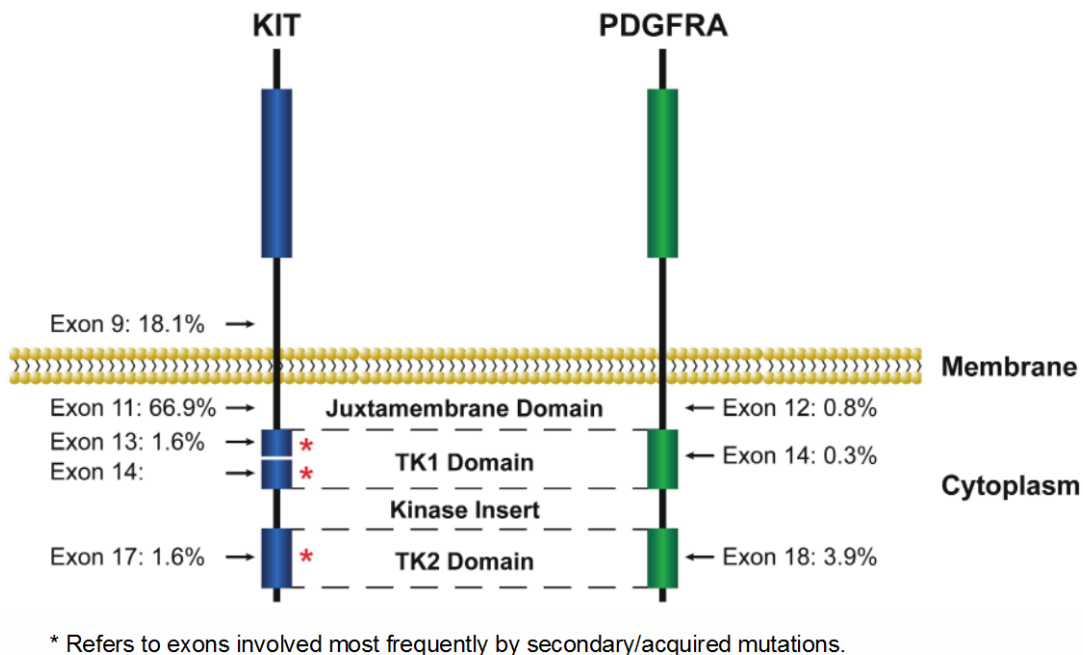 KIT
PDGFRA
Exon 9: 18.1%
Membrane
Exon 11: 66.9%
Juxtamembrane Domain
Exon 12: 0.8%
Exon 13: 1.6%
*
TK1 Domain
Exon 14: 0.3%
Exon 14:
*
Cytoplasm
Kinase Insert
Exon 17: 1.6%
*
TK2 Domain
Exon 18: 3.9%
* Refers to exons involved most frequently by secondary/acquired mutations.